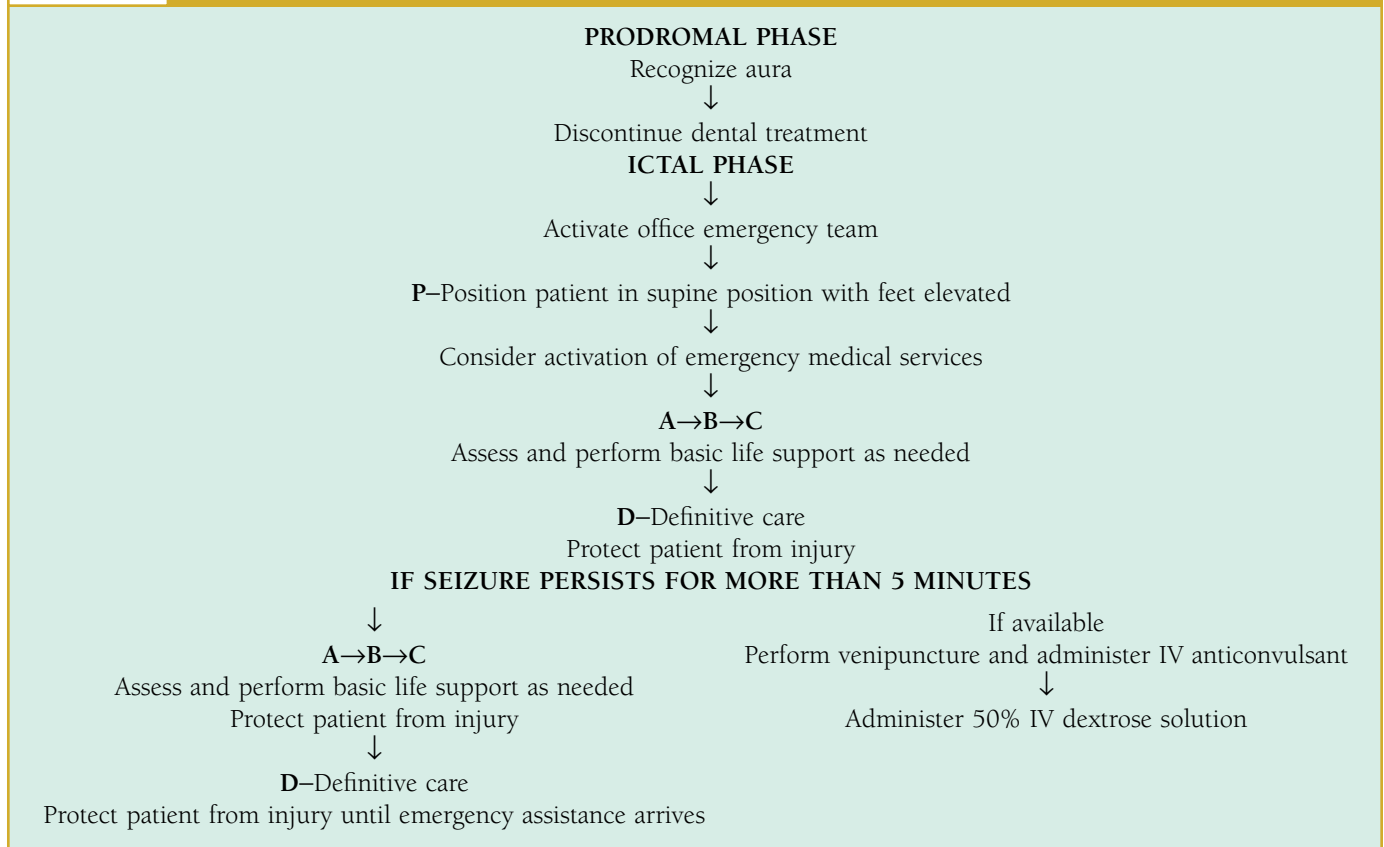 PRODROMAL PHASE
Recognize aura
↓
Discontinue dental treatment
ICTAL PHASE
↓
Activate office emergency team
↓
P–Position patient in supine position with feet elevated
↓
Consider activation of emergency medical services
↓
A→B→C
Assess and perform basic life support as needed
↓
D–Definitive care
Protect patient from injury
IF SEIZURE PERSISTS FOR MORE THAN 5 MINUTES
↓
A→B→C
Assess and perform basic life support as needed
Protect patient from injury
↓
D–Definitive care
Protect patient from injury until emergency assistance arrives
If available
Perform venipuncture and administer IV anticonvulsant
↓
Administer 50% IV dextrose solution